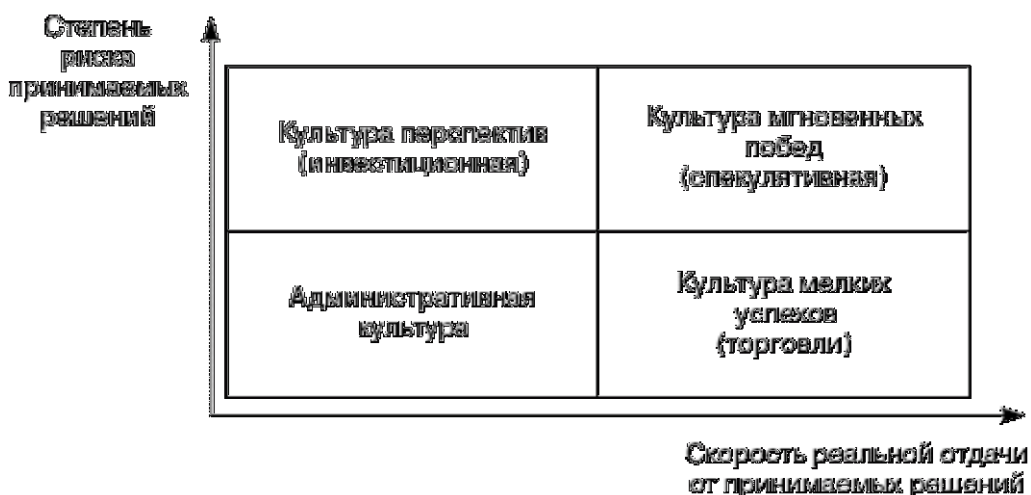 Степень
риска
принимаемых
решений
Культура перспектив
(инвестиционная)
Культура мгновенных
побед
(спекулятивная)
Административная
культура
Культура мелких
успехов
(торговли)
Скорость реальной отдачи
от принимаемых решений